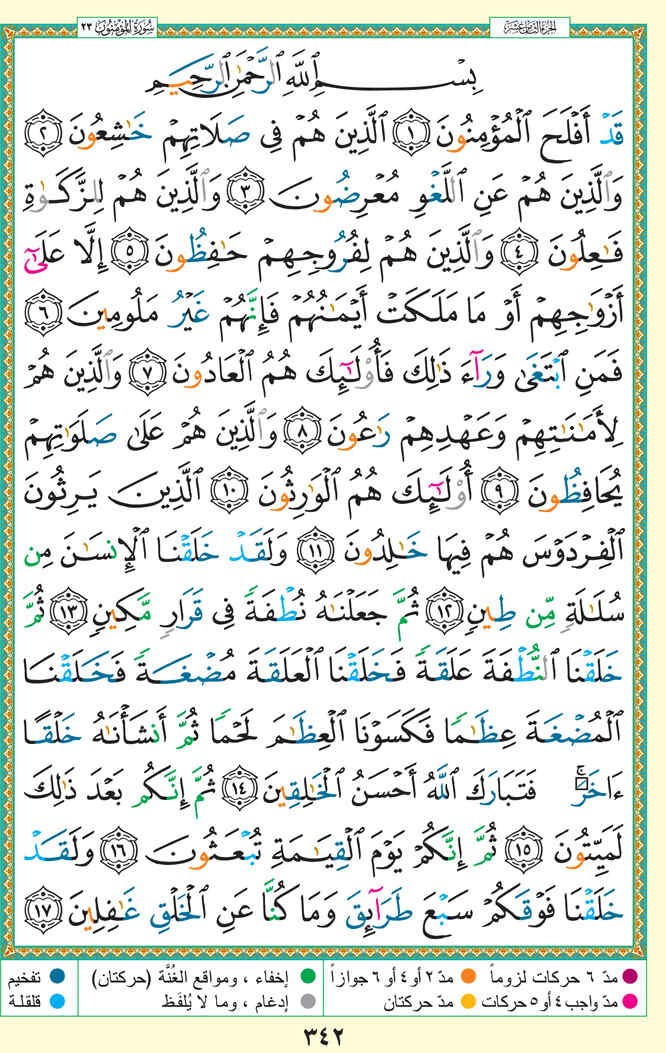 سُورَةُ المُؤْمِنُون ٢٣
الجزء الثامن عشر
بِسْمِ ٱللَّهِ ٱلرَّحْمَٰنِ ٱلرَّحِيمِ
قَدْ أَفْلَحَ ٱلْمُؤْمِنُونَ ١ ٱلَّذِينَ هُمْ فِى صَلَاتِهِمْ خَٰشِعُونَ ٢
وَٱلَّذِينَ هُمْ عَنِ ٱللَّغْوِ مُعْرِضُونَ ٣ وَٱلَّذِينَ هُمْ لِلزَّكَوٰةِ
فَٰعِلُونَ ٤ وَٱلَّذِينَ هُمْ لِفُرُوجِهِمْ حَٰفِظُونَ ٥ إِلَّا عَلَىٰٓ
أَزْوَٰجِهِمْ أَوْ مَا مَلَكَتْ أَيْمَٰنُهُمْ فَإِنَّهُمْ غَيْرُ مَلُومِينَ ٦
فَمَنِ ٱبْتَغَىٰ وَرَآءَ ذَٰلِكَ فَأُو۟لَٰٓئِكَ هُمُ ٱلْعَادُونَ ٧ وَٱلَّذِينَ هُمْ
لِأَمَٰنَٰتِهِمْ وَعَهْدِهِمْ رَٰعُونَ ٨ وَٱلَّذِينَ هُمْ عَلَىٰ صَلَوَٰتِهِمْ
يُحَافِظُونَ ٩ أُو۟لَٰٓئِكَ هُمُ ٱلْوَٰرِثُونَ ١٠ ٱلَّذِينَ يَرِثُونَ
ٱلْفِرْدَوْسَ هُمْ فِيهَا خَٰلِدُونَ ١١ وَلَقَدْ خَلَقْنَا ٱلْإِنسَٰنَ مِن
سُلَٰلَةٍ مِّن طِينٍ ١٢ ثُمَّ جَعَلْنَٰهُ نُطْفَةً فِى قَرَارٍ مَّكِينٍ ١٣ ثُمَّ
خَلَقْنَا ٱلنُّطْفَةَ عَلَقَةً فَخَلَقْنَا ٱلْعَلَقَةَ مُضْغَةً فَخَلَقْنَا
ٱلْمُضْغَةَ عِظَٰمًا فَكَسَوْنَا ٱلْعِظَٰمَ لَحْمًا ثُمَّ أَنشَأْنَٰهُ خَلْقًا
ءَاخَرَ ۚ فَتَبَارَكَ ٱللَّهُ أَحْسَنُ ٱلْخَٰلِقِينَ ١٤ ثُمَّ إِنَّكُم بَعْدَ ذَٰلِكَ
لَمَيِّتُونَ ١٥ ثُمَّ إِنَّكُمْ يَوْمَ ٱلْقِيَٰمَةِ تُبْعَثُونَ ١٦ وَلَقَدْ
خَلَقْنَا فَوْقَكُمْ سَبْعَ طَرَآئِقَ وَمَا كُنَّا عَنِ ٱلْخَلْقِ غَٰفِلِينَ ١٧
مدّ ٦ حركات لزوماً مدّ ٢ أو ٤ أو ٦ جوازاً إخفاء ، ومواقع الغُنَّة (حركتان) تفخيم
مدّ واجب ٤ أو ٥ حركات مدّ حركتان إدغام ، وما لا يُلفَظ قلقلة
٣٤٢